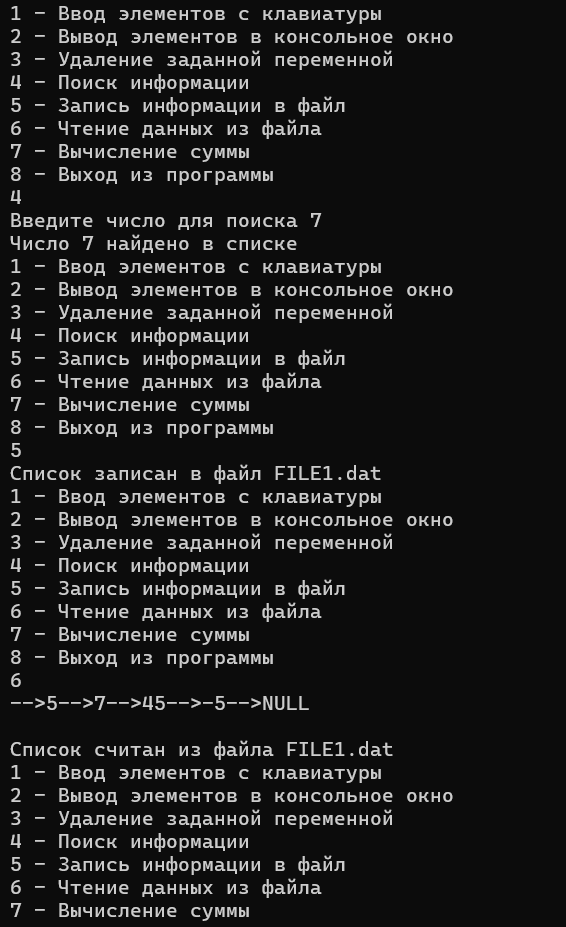 1 – Ввод элементов с клавиатуры
2 – Вывод элементов в консольное окно
3 – Удаление заданной переменной
4 – Поиск информации
5 – Запись информации в файл
6 – Чтение данных из файла
7 – Вычисление суммы
8 – Выход из программы
4
Введите число для поиска 7
Число 7 найдено в списке
1 – Ввод элементов с клавиатуры
2 – Вывод элементов в консольное окно
3 – Удаление заданной переменной
4 – Поиск информации
5 – Запись информации в файл
6 – Чтение данных из файла
7 – Вычисление суммы
8 – Выход из программы
5
Список записан в файл FILE1.dat
1 – Ввод элементов с клавиатуры
2 – Вывод элементов в консольное окно
3 – Удаление заданной переменной
4 – Поиск информации
5 – Запись информации в файл
6 – Чтение данных из файла
7 – Вычисление суммы
8 – Выход из программы
6
-->5-->7-->45-->-5-->NULL
Список считан из файла FILE1.dat
1 – Ввод элементов с клавиатуры
2 – Вывод элементов в консольное окно
3 – Удаление заданной переменной
4 – Поиск информации
5 – Запись информации в файл
6 – Чтение данных из файла
7 – Вычисление суммы